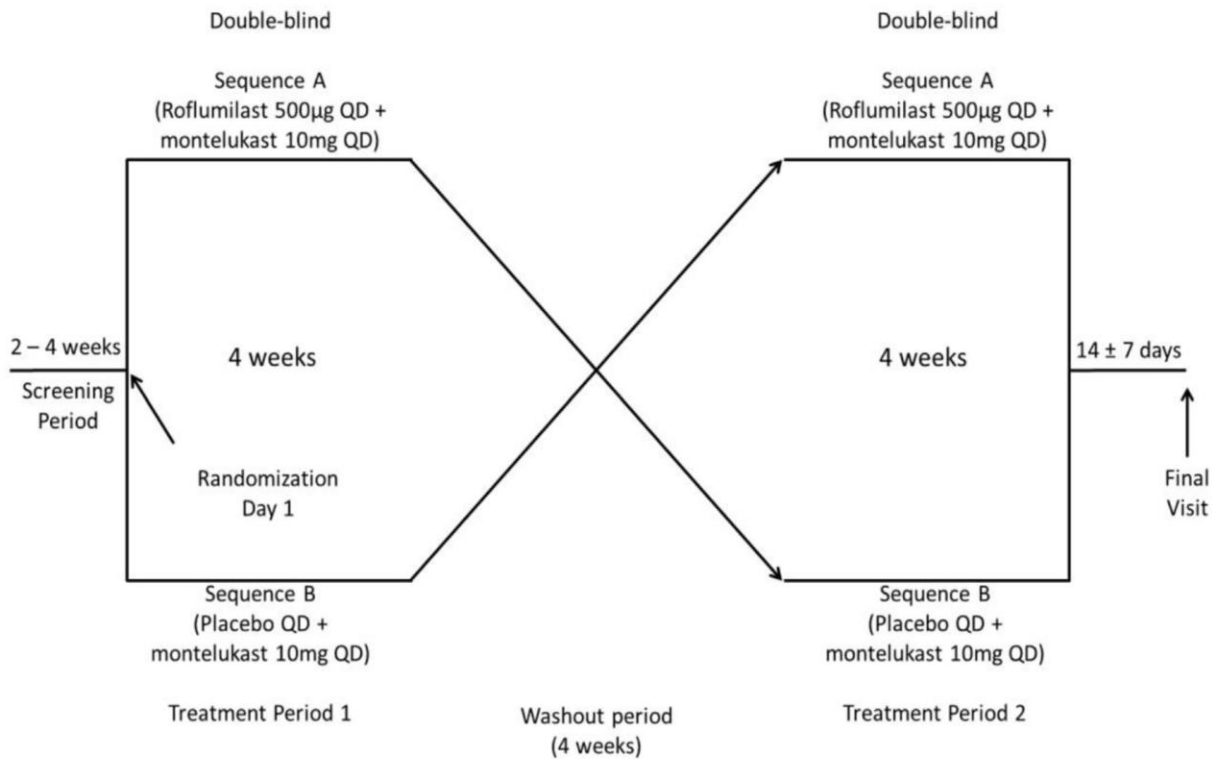 Double-blind
Sequence A
(Roflumilast 500µg QD +
montelukast 10mg QD)
Double-blind
Sequence A
(Roflumilast 500µg QD +
montelukast 10mg QD)
2 – 4 weeks
Screening
Period
4 weeks
Randomization
Day 1
4 weeks
14 ± 7 days
Final
Visit
Sequence B
(Placebo QD +
montelukast 10mg QD)
Sequence B
(Placebo QD +
montelukast 10mg QD)
Treatment Period 1
Washout period
(4 weeks)
Treatment Period 2